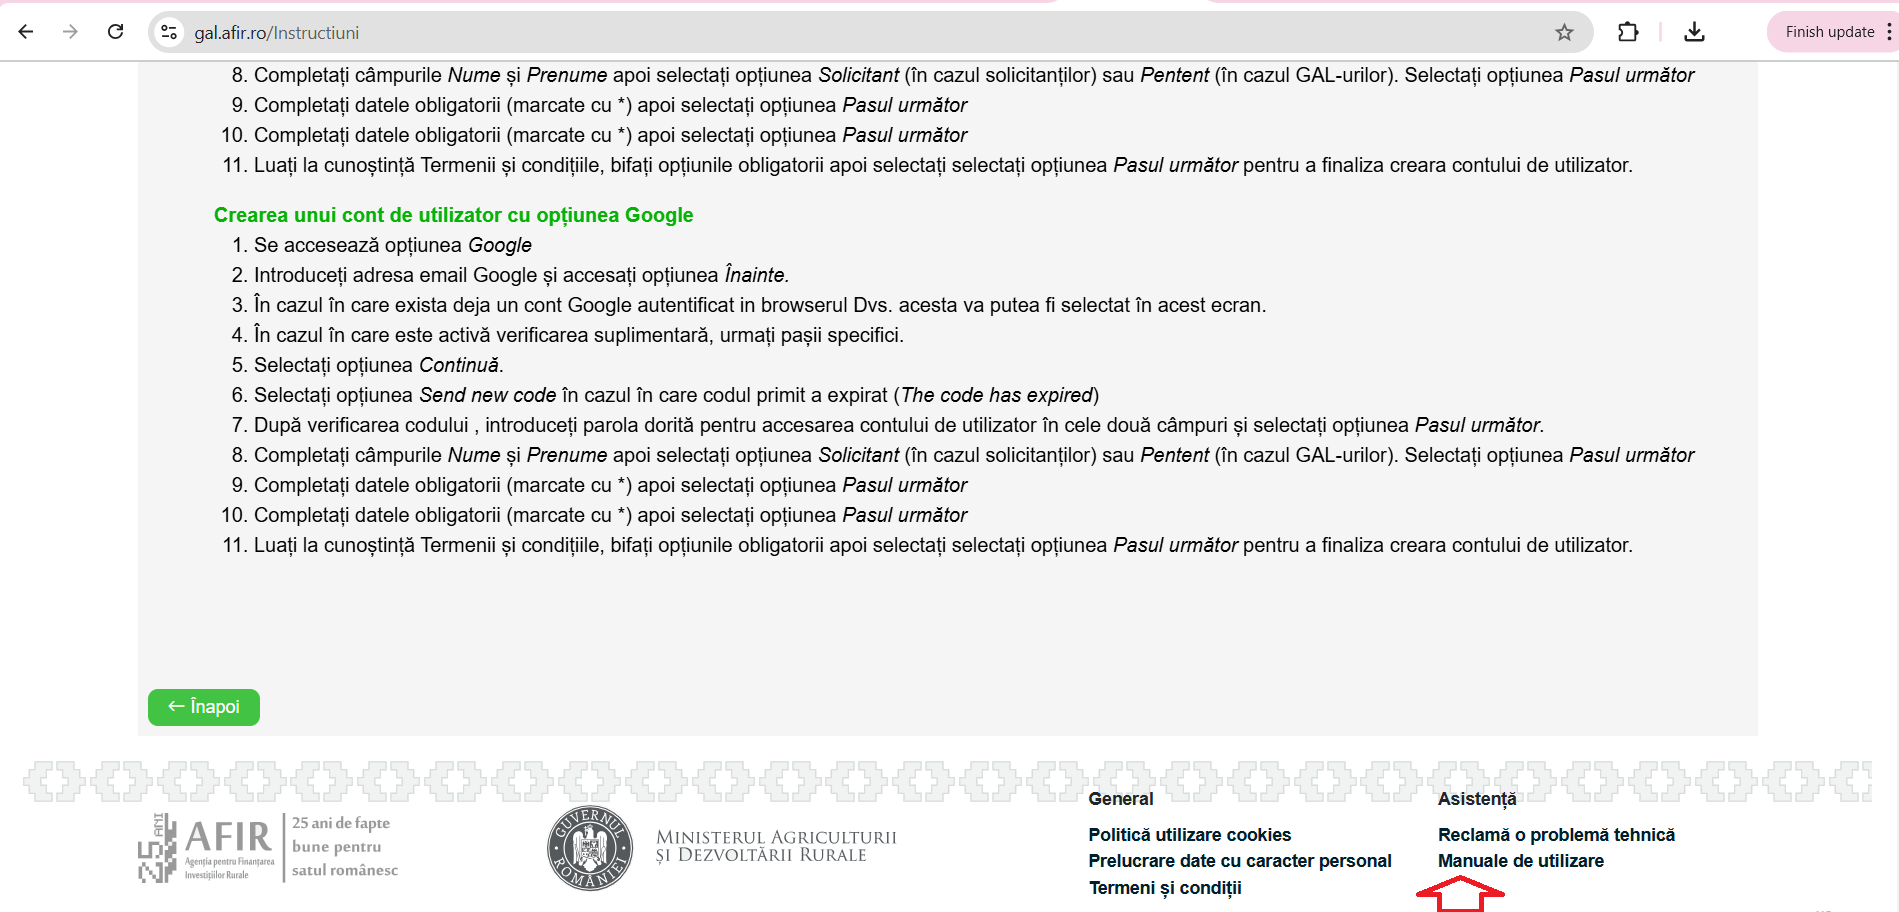 gal.afir.ro/Instructiuni
Finish update
8. Completați câmpurile Nume și Prenume apoi selectați opțiunea Solicitant (în cazul solicitanților) sau Pentent (în cazul GAL-urilor). Selectați opțiunea Pasul următor
9. Completați datele obligatorii (marcate cu *) apoi selectați opțiunea Pasul următor
10. Completați datele obligatorii (marcate cu *) apoi selectați opțiunea Pasul următor
11. Luați la cunoștință Termenii și condițiile, bifați opțiunile obligatorii apoi selectați selectați opțiunea Pasul următor pentru a finaliza creara contului de utilizator.
Crearea unui cont de utilizator cu opțiunea Google
1. Se accesează opțiunea Google
2. Introduceți adresa email Google și accesați opțiunea Înainte.
3. În cazul în care exista deja un cont Google autentificat in browserul Dvs. acesta va putea fi selectat în acest ecran.
4. În cazul în care este activă verificarea suplimentară, urmați pașii specifici.
5. Selectați opțiunea Continuă.
6. Selectați opțiunea Send new code în cazul în care codul primit a expirat (The code has expired)
7. După verificarea codului , introduceți parola dorită pentru accesarea contului de utilizator în cele două câmpuri și selectați opțiunea Pasul următor.
8. Completați câmpurile Nume și Prenume apoi selectați opțiunea Solicitant (în cazul solicitanților) sau Pentent (în cazul GAL-urilor). Selectați opțiunea Pasul următor
9. Completați datele obligatorii (marcate cu *) apoi selectați opțiunea Pasul următor
10. Completați datele obligatorii (marcate cu *) apoi selectați opțiunea Pasul următor
11. Luați la cunoștință Termenii și condițiile, bifați opțiunile obligatorii apoi selectați selectați opțiunea Pasul următor pentru a finaliza creara contului de utilizator.
← Înapoi
25 ANI
AFIR
Agenția pentru Finanțarea
Investițiilor Rurale
25 ani de fapte
bune pentru
satul românesc
GUVERNUL ROMÂNIEI
MINISTERUL AGRICULTURII
ȘI DEZVOLTĂRII RURALE
General
Politică utilizare cookies
Prelucrare date cu caracter personal
Termeni și condiții
Asistență
Reclamă o problemă tehnică
Manuale de utilizare